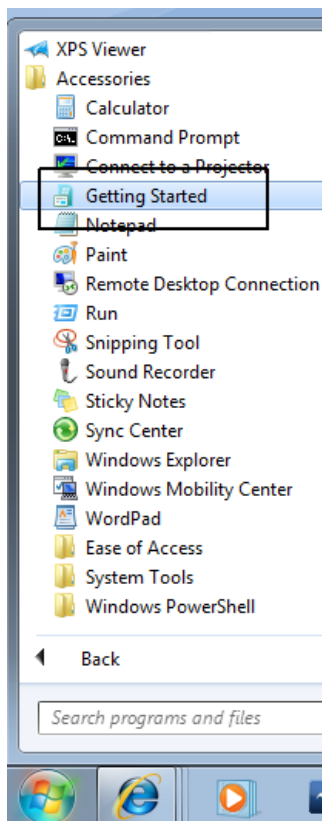 XPS Viewer
Accessories
Calculator
C:\.
Command Prompt
Connect to a Projector
Getting Started
Notepad
Paint
Remote Desktop Connection
Run
Snipping Tool
Sound Recorder
Sticky Notes
Sync Center
Windows Explorer
Windows Mobility Center
WordPad
Ease of Access
System Tools
Windows PowerShell
Back
Search programs and files